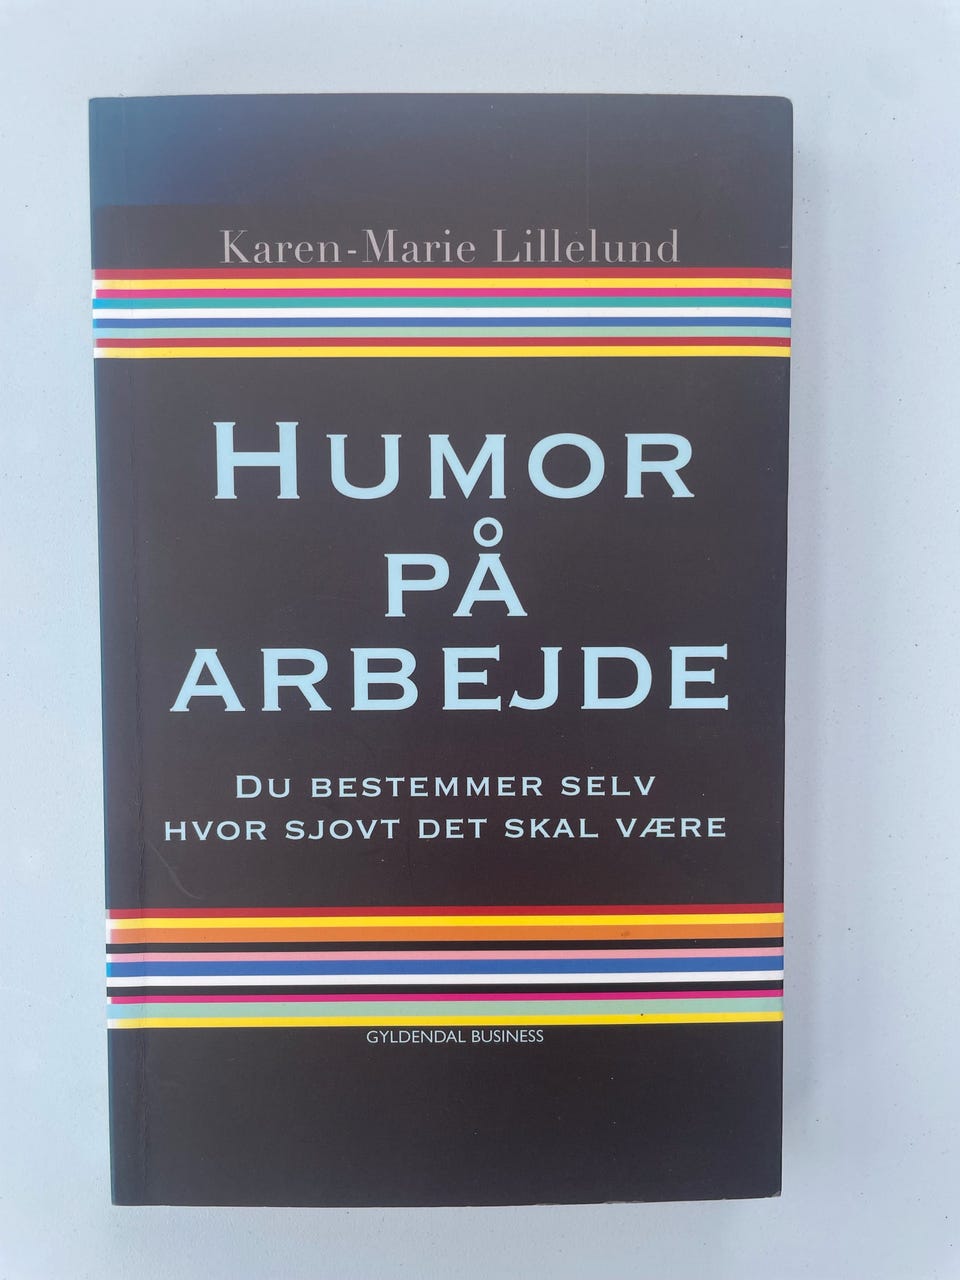 Karen-Marie Lillelund
HUMOR
PÅ
ARBEJDE
DU BESTEMMER SELV
HVOR SJOVT DET SKAL VÆRE
GYLDENDAL BUSINESS